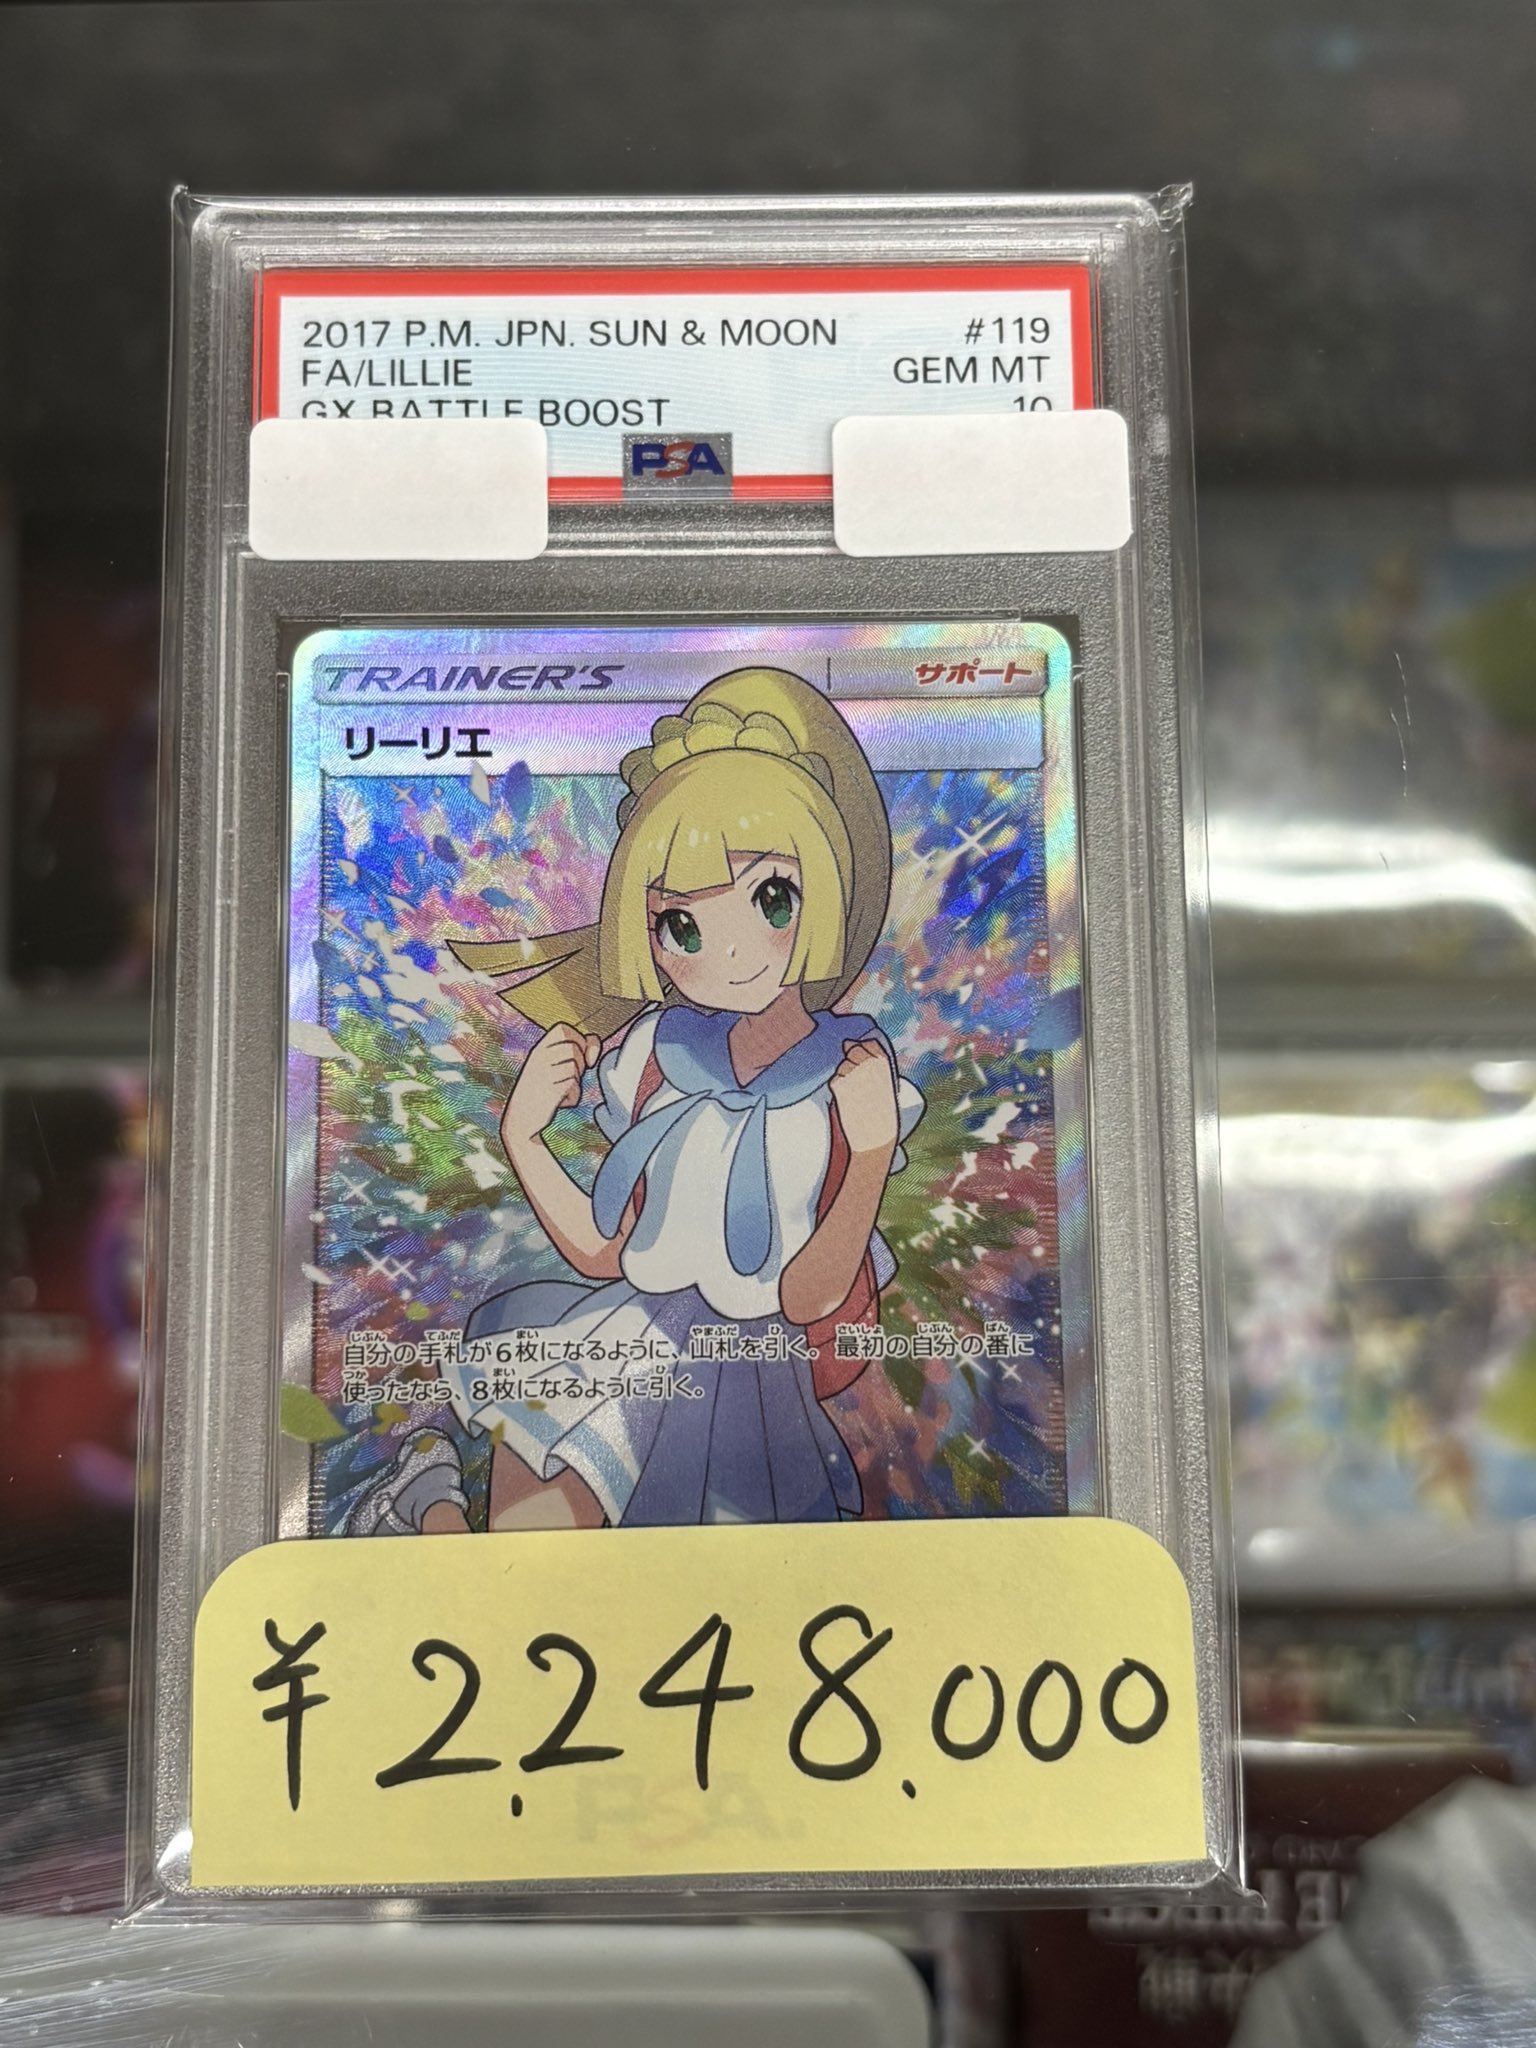 2017 P.M. JPN. SUN & MOON #119
FA/LILLIE GEM MT
GX BATTLE BOOST 10
PSA
TRAINER'S サポート
リーリエ
自分の手札が6枚になるように、山札を引く。最初の自分の番に
使ったなら、8枚になるように引く。
¥2,248,000